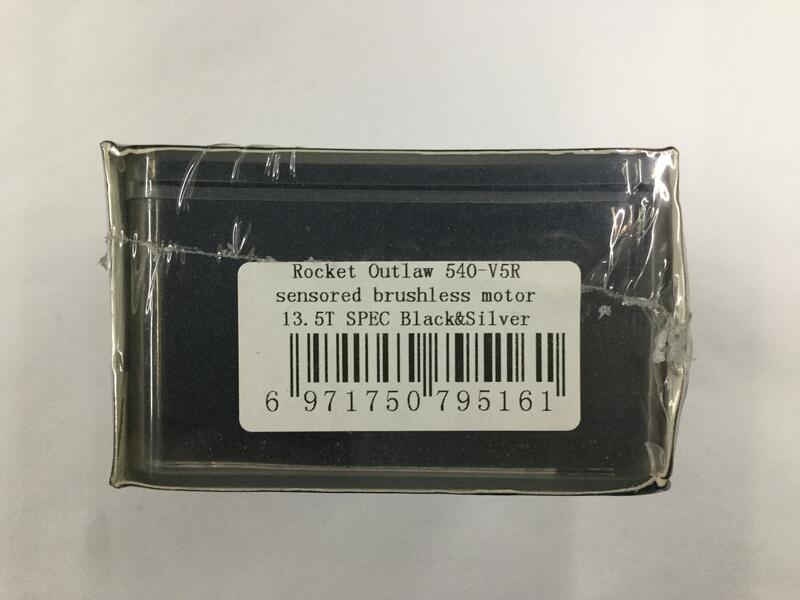 Rocket Outlaw 540-V5R
sensored brushless motor
13.5T SPEC Black&Silver
6 971750 795161